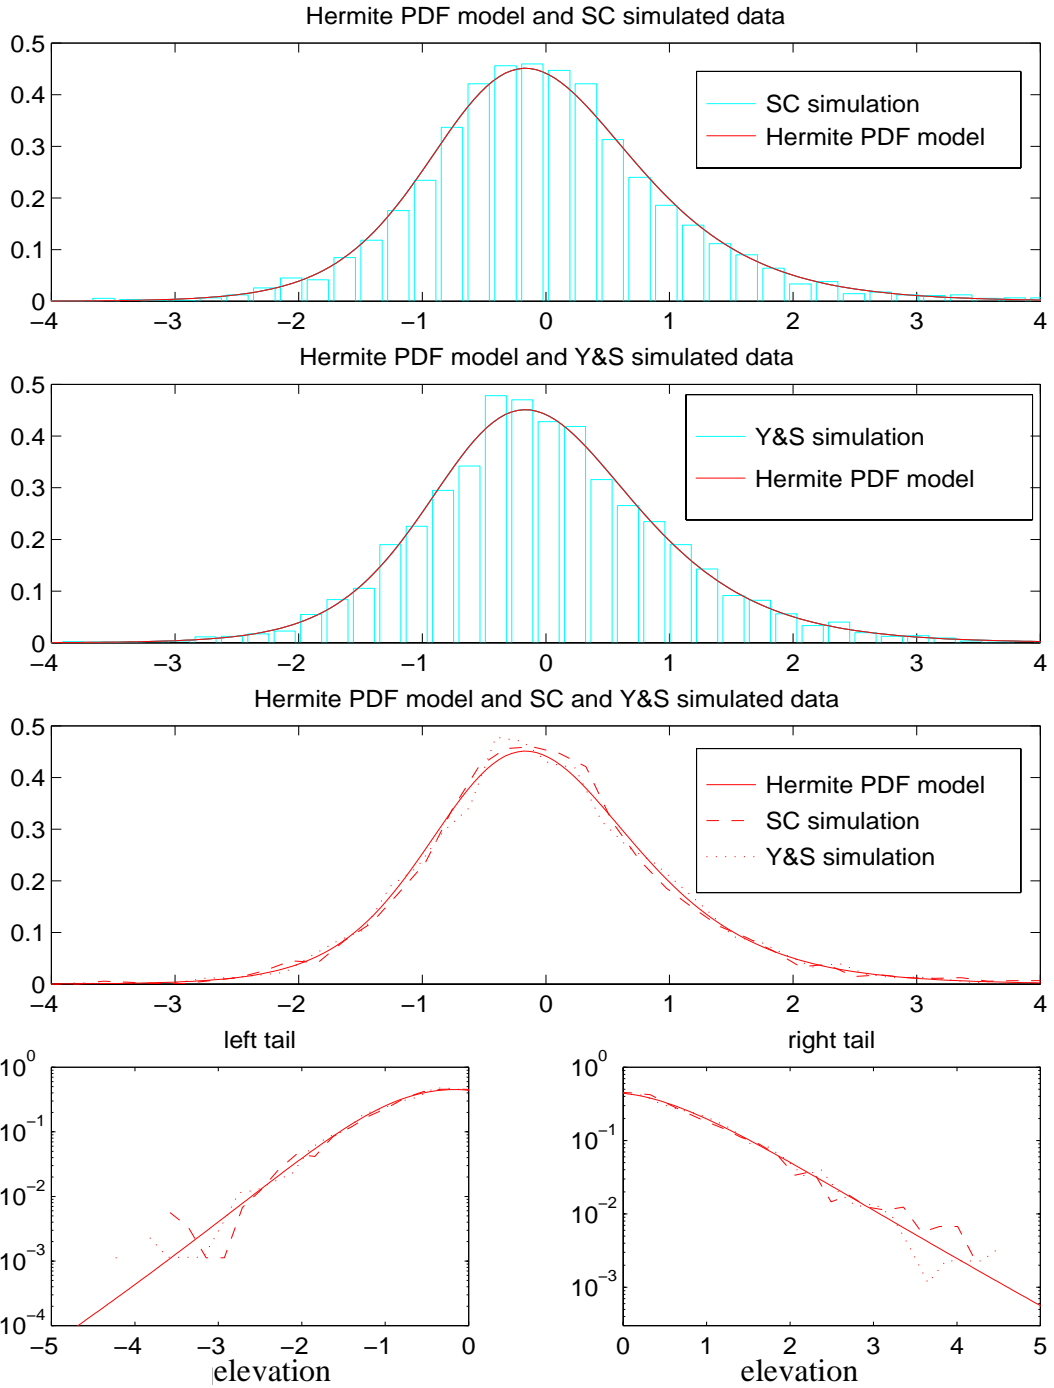 Hermite PDF model and SC simulated data
0.5
0.4
0.3
0.2
0.1
0
SC simulation
Hermite PDF model
−4 −3 −2 −1 0 1 2 3 4
Hermite PDF model and Y&S simulated data
0.5
0.4
0.3
0.2
0.1
0
Y&S simulation
Hermite PDF model
−4 −3 −2 −1 0 1 2 3 4
Hermite PDF model and SC and Y&S simulated data
0.5
0.4
0.3
0.2
0.1
0
Hermite PDF model
SC simulation
Y&S simulation
−4 −3 −2 −1 0 1 2 3 4
left tail
10^0
10^−1
10^−2
10^−3
10^−4
−5 −4 −3 −2 −1 0
elevation
right tail
10^0
10^−1
10^−2
10^−3
0 1 2 3 4 5
elevation